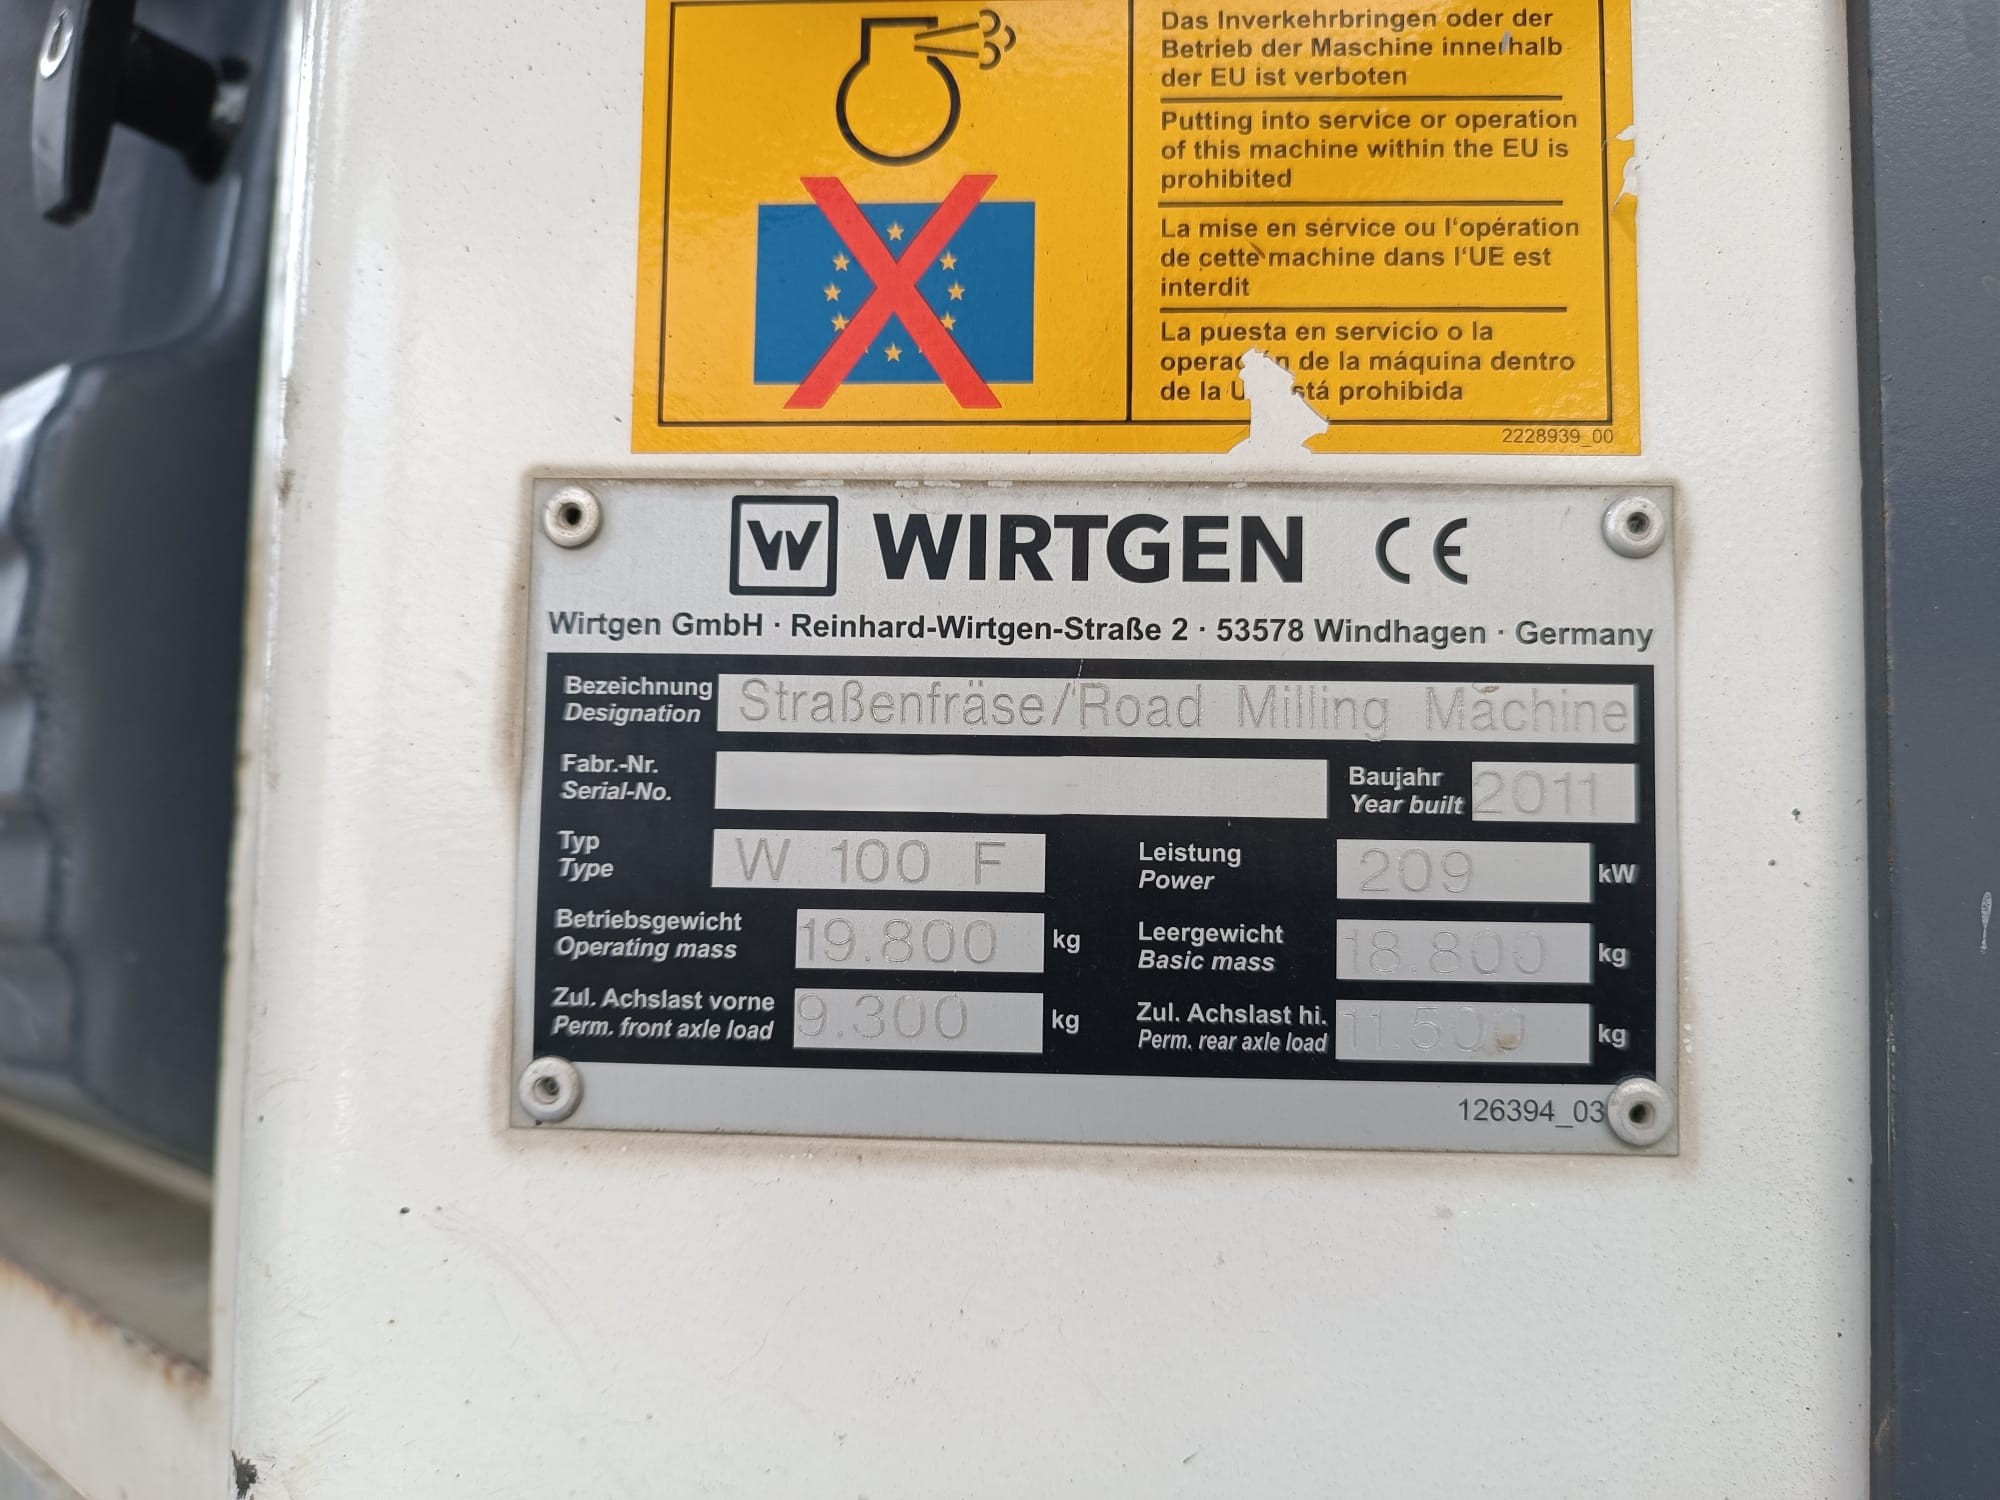 Das Inverkehrbringen oder der
Betrieb der Maschine innerhalb
der EU ist verboten
Putting into service or operation
of this machine within the EU is
prohibited
La mise en service ou l'opération
de cette machine dans l'UE est
interdit
La puesta en servicio o la
de la máquina dentro
de la prohibida
2228939_00
W WIRTGEN CE
Wirtgen GmbH · Reinhard-Wirtgen-Straße 2 · 53578 Windhagen · Germany
Bezeichnung
Designation
Straßenfräse/Road Milling Machine
Fabr.-Nr.
Serial-No.
Baujahr
Year built
2011
Typ
Type
W 100 F
Leistung
Power
209 kW
Betriebsgewicht
Operating mass
19.800 kg
Leergewicht
Basic mass
18.800 kg
Zul. Achslast vorne
Perm. front axle load
9.300 kg
Zul. Achslast hi.
Perm. rear axle load
11.500 kg
126394_03